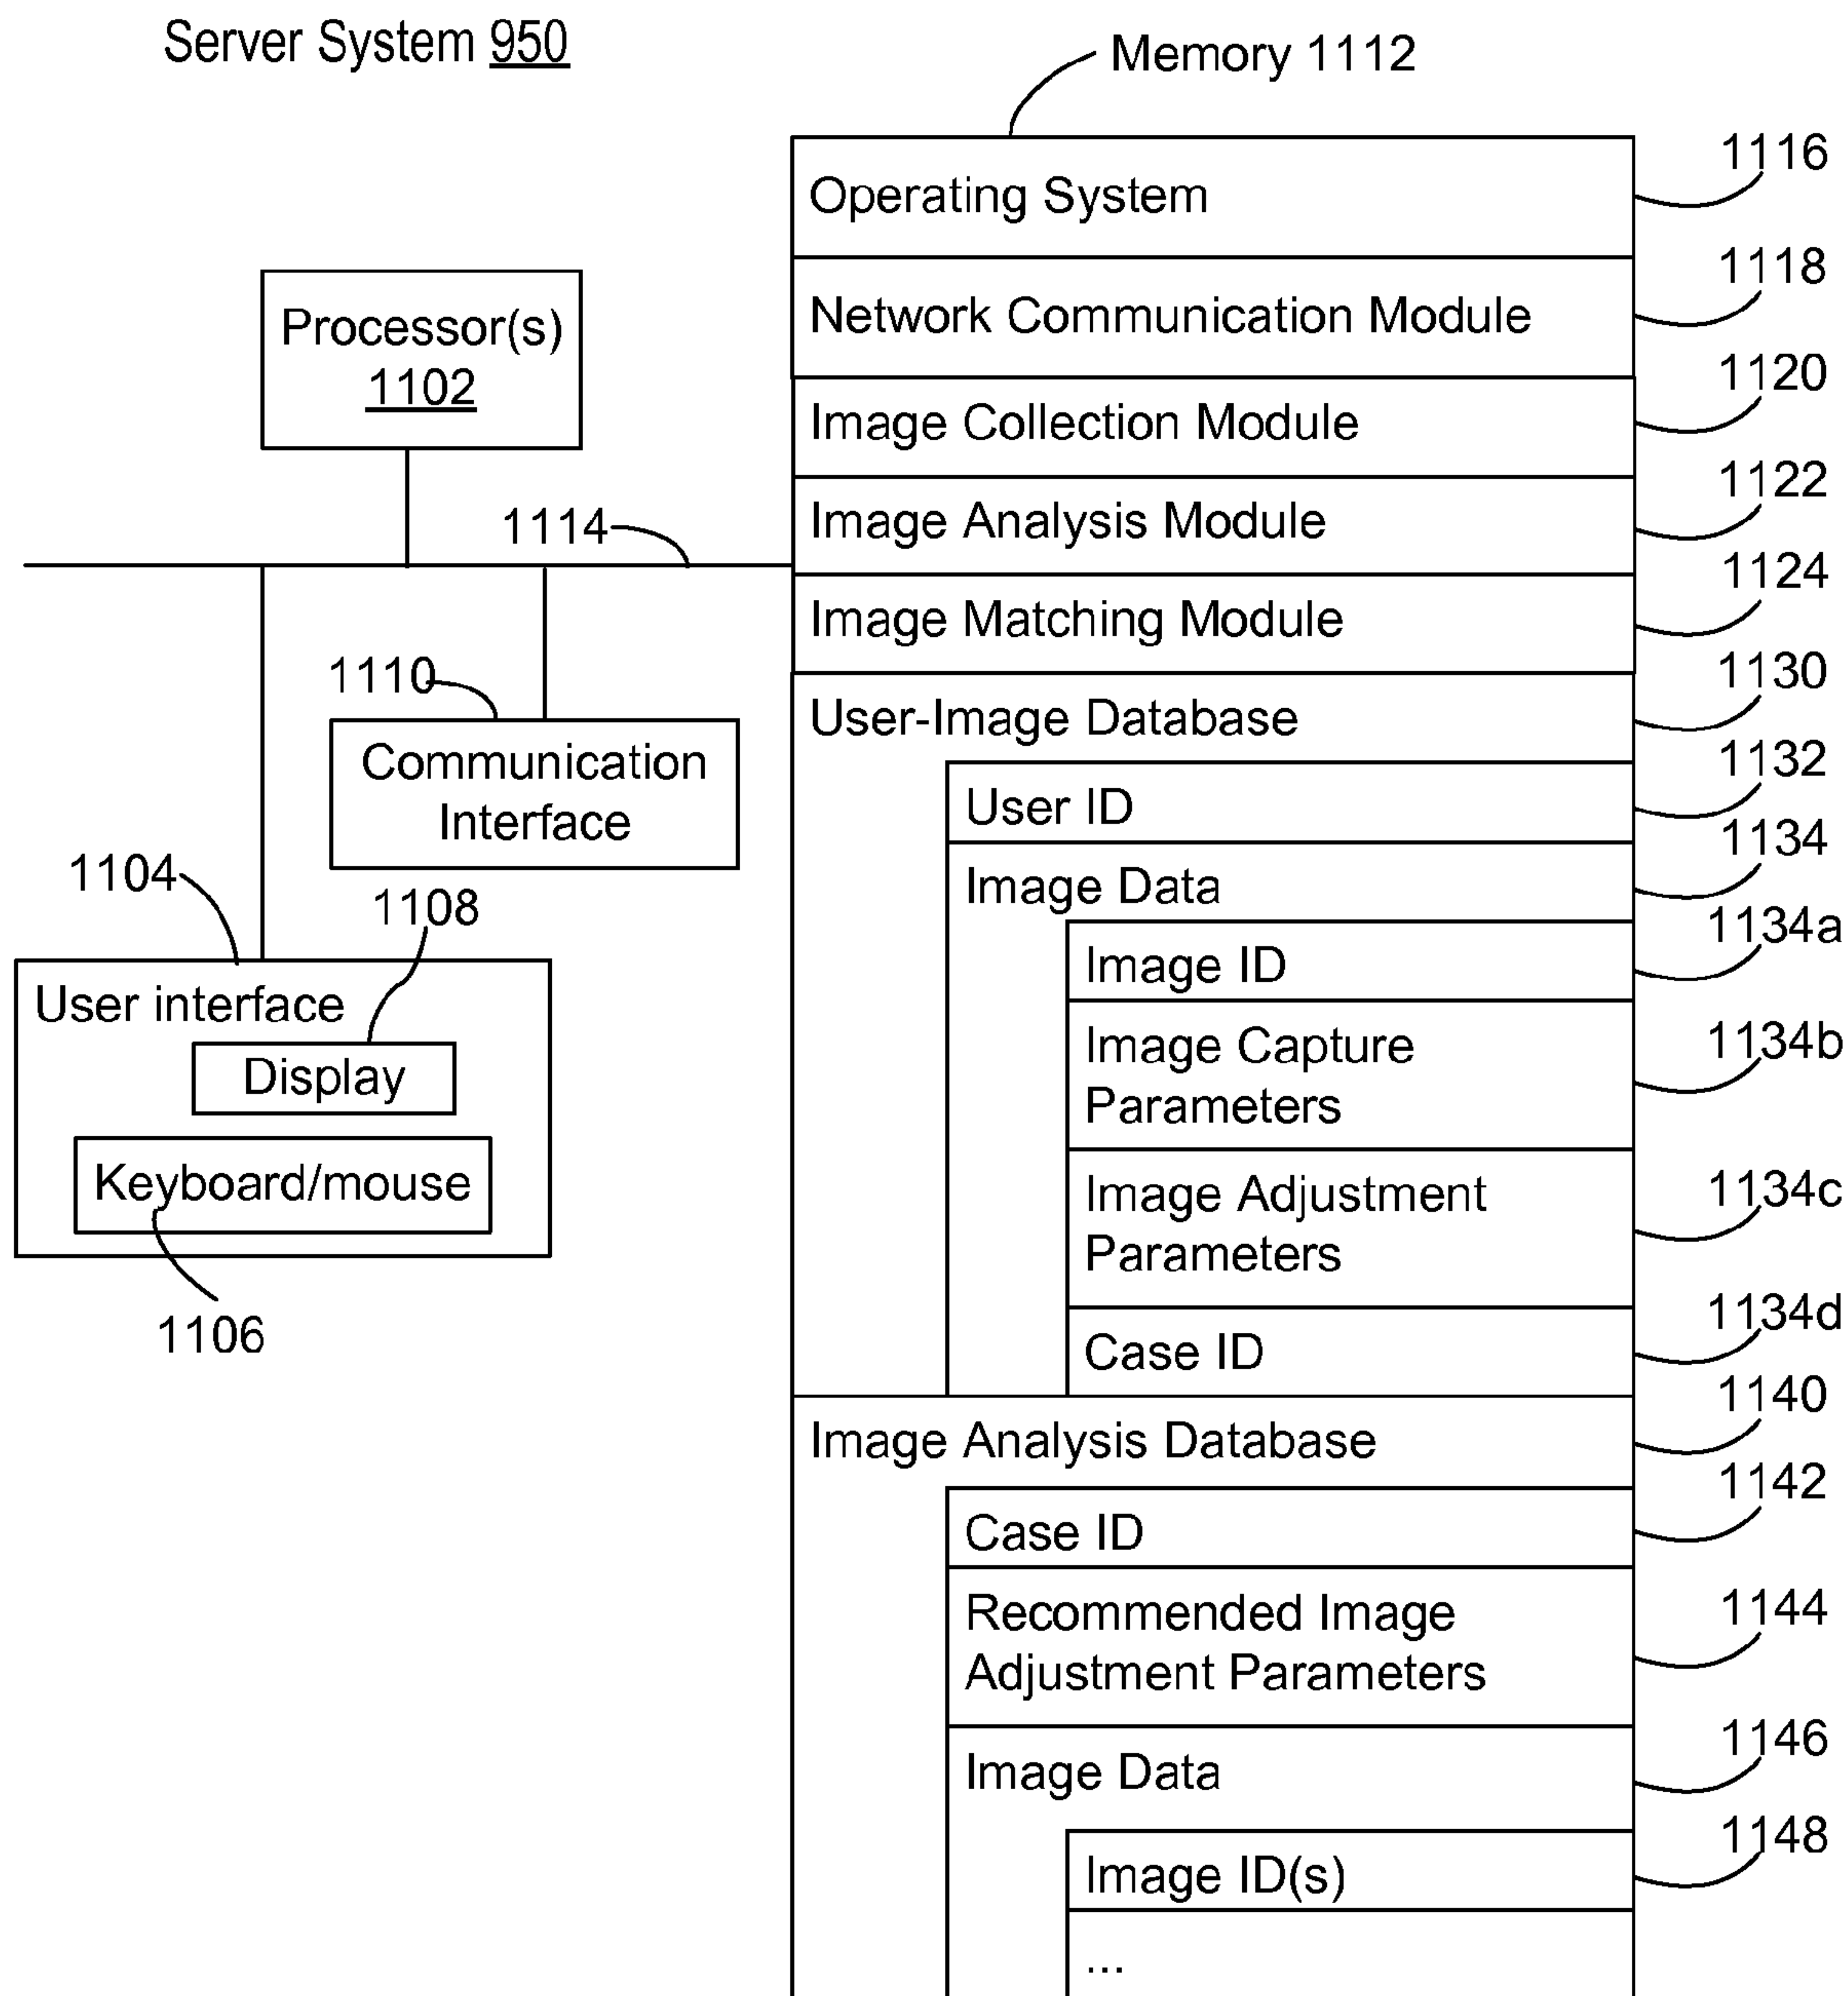 Server System 950
Memory 1112
Processor(s)
1102
1114
1110
Communication
Interface
1104
1108
User interface
Display
Keyboard/mouse
1106
Operating System
1116
Network Communication Module
1118
Image Collection Module
1120
Image Analysis Module
1122
Image Matching Module
1124
User-Image Database
1130
User ID
1132
Image Data
1134
Image ID
1134a
Image Capture
Parameters
1134b
Image Adjustment
Parameters
1134c
Case ID
1134d
Image Analysis Database
1140
Case ID
1142
Recommended Image
Adjustment Parameters
1144
Image Data
1146
Image ID(s)
1148
...